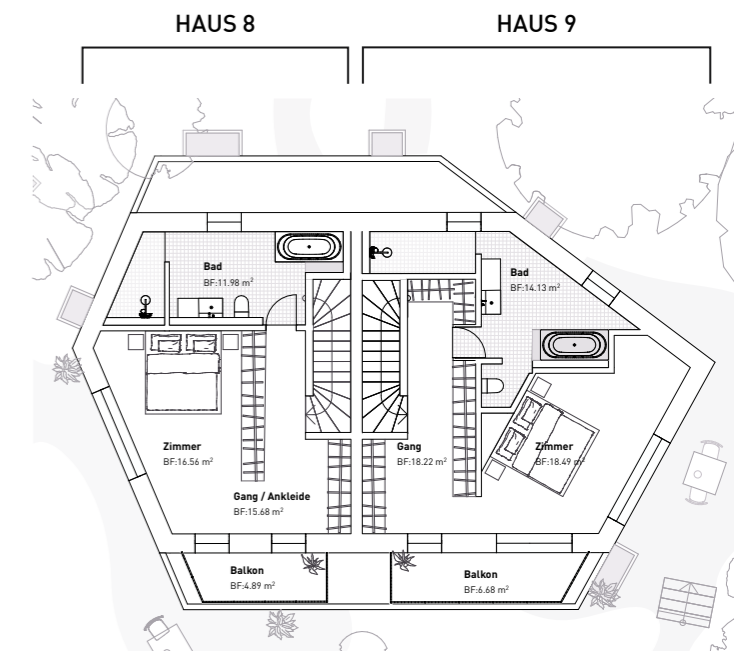 HAUS 8
HAUS 9
Bad
BF:11.98 m²
Bad
BF:14.13 m²
Zimmer
BF:16.56 m²
Gang
BF:18.22 m²
Zimmer
BF:18.49 m²
Gang / Ankleide
BF:15.68 m²
Balkon
BF:4.89 m²
Balkon
BF:6.68 m²